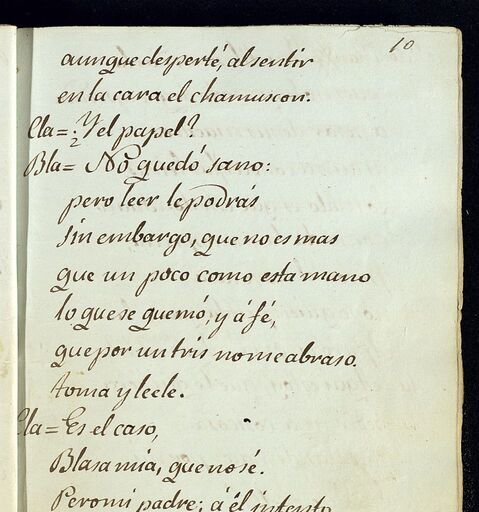 10
aunque desperté, al sentir
en la cara el chamuscon.
Cla= ¿Y el papel?
Bla= No quedó sano:
pero leer le podrás
sin embargo, que no es mas
que un poco como esta mano
lo que se quemó, y á fé,
que por un tris no me abraso.
toma y leele.
Cla= Es el caso,
Blasa mia, que no sé.
Pero mi padre; á él intento